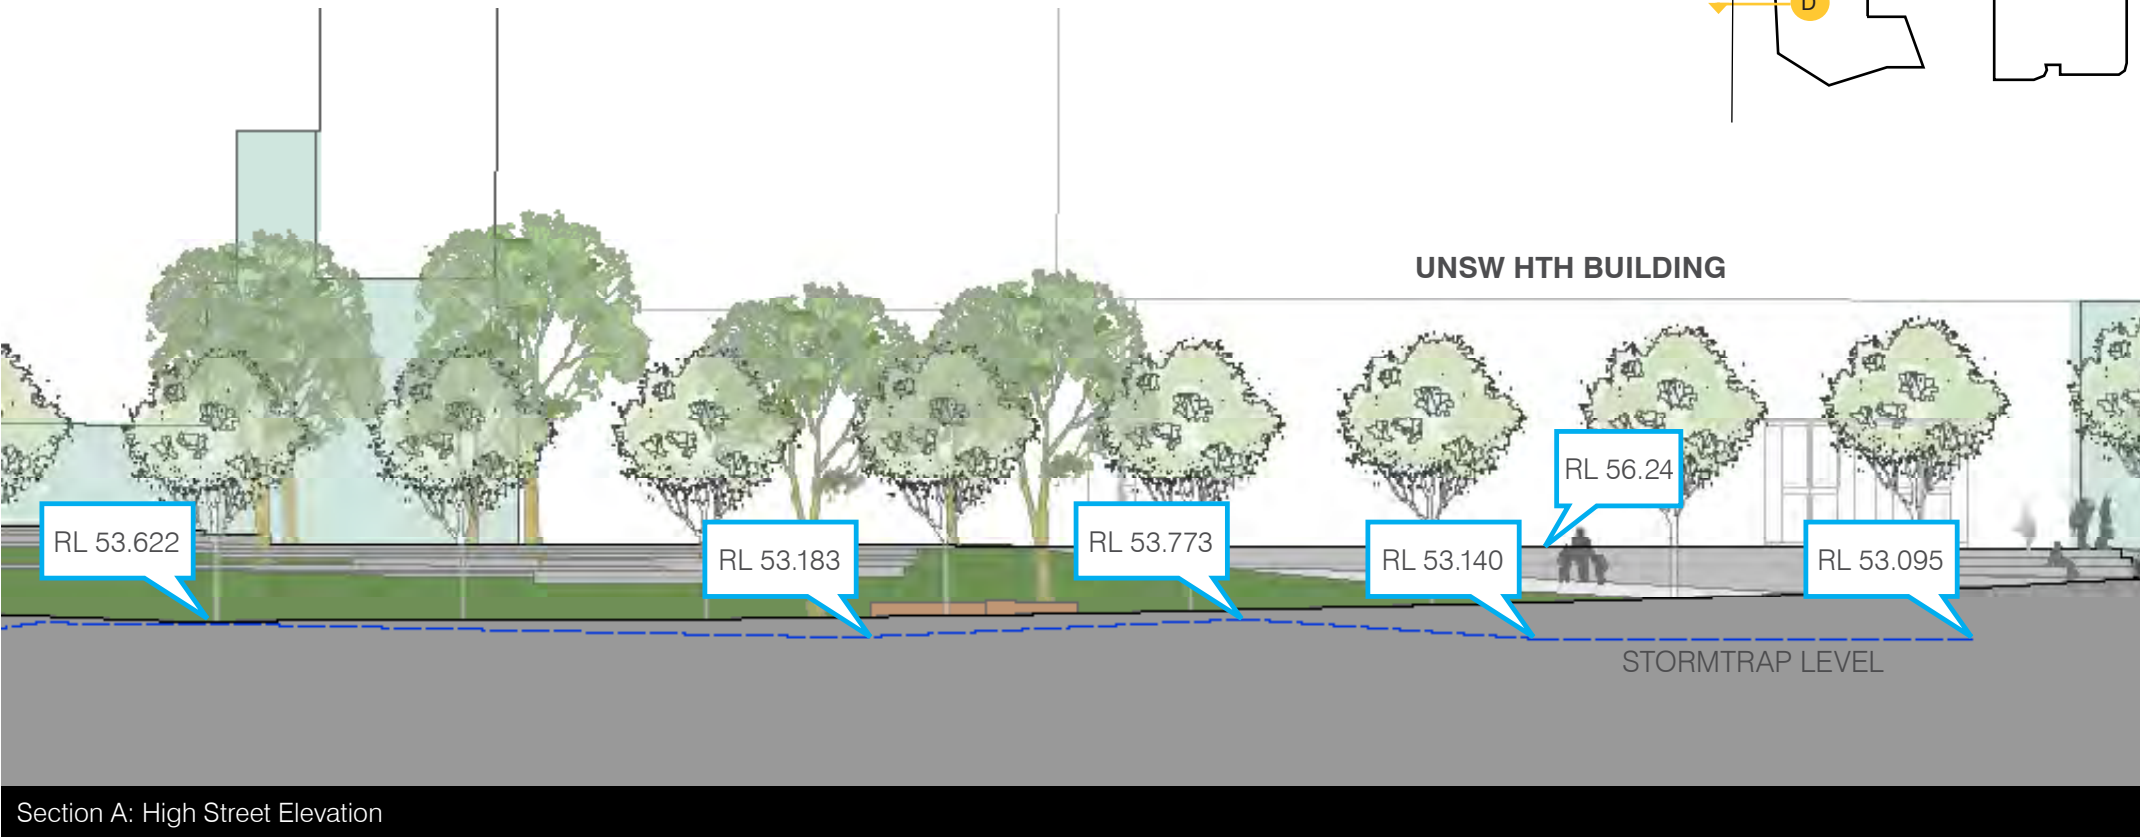 D
UNSW HTH BUILDING
RL 56.24
RL 53.622
RL 53.183
RL 53.773
RL 53.140
RL 53.095
STORMTRAP LEVEL
Section A: High Street Elevation